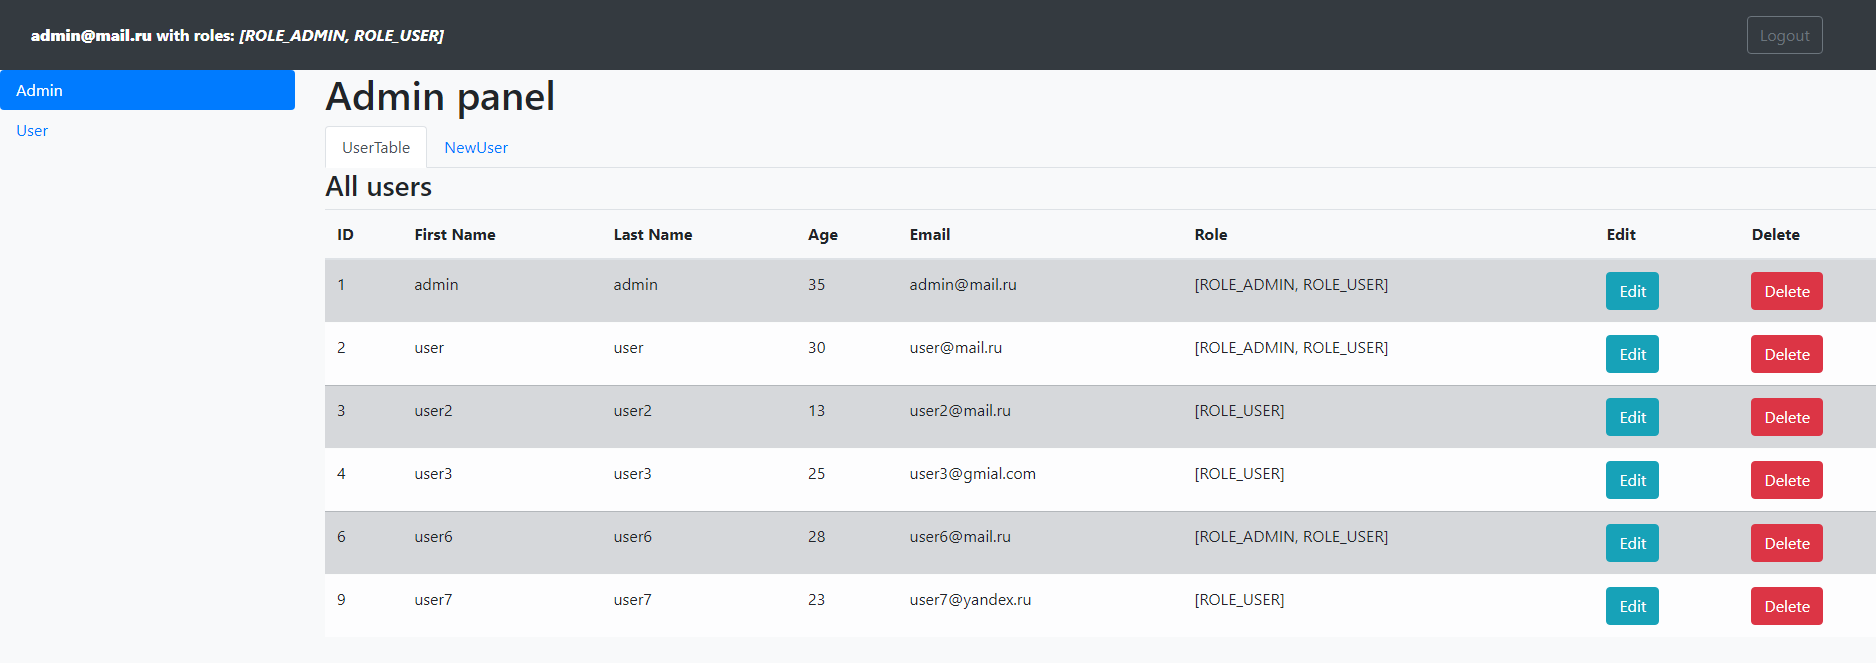 admin@mail.ru with roles: [ROLE_ADMIN, ROLE_USER] Logout
Admin
User
Admin panel
UserTable NewUser
All users
ID First Name Last Name Age Email Role Edit Delete
1 admin admin 35 admin@mail.ru [ROLE_ADMIN, ROLE_USER] Edit Delete
2 user user 30 user@mail.ru [ROLE_ADMIN, ROLE_USER] Edit Delete
3 user2 user2 13 user2@mail.ru [ROLE_USER] Edit Delete
4 user3 user3 25 user3@gmial.com [ROLE_USER] Edit Delete
6 user6 user6 28 user6@mail.ru [ROLE_ADMIN, ROLE_USER] Edit Delete
9 user7 user7 23 user7@yandex.ru [ROLE_USER] Edit Delete